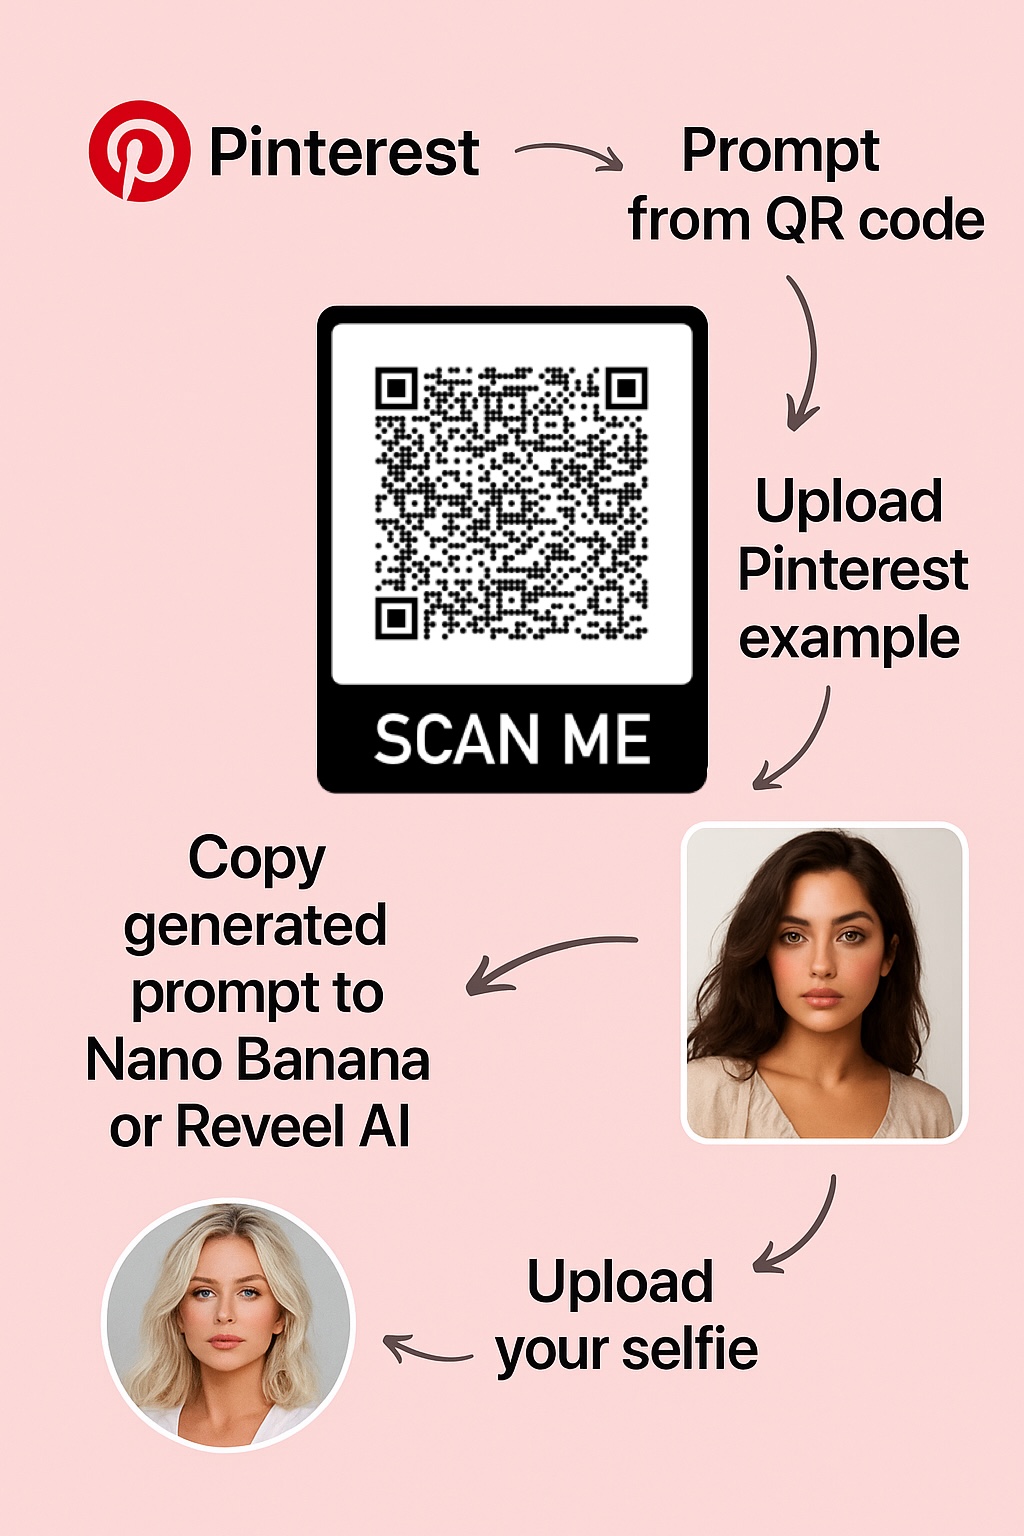 Pinterest
Prompt
from QR code
SCAN ME
Upload
Pinterest
example
Copy
generated
prompt to
Nano Banana
or Reveel AI
Upload
your selfie